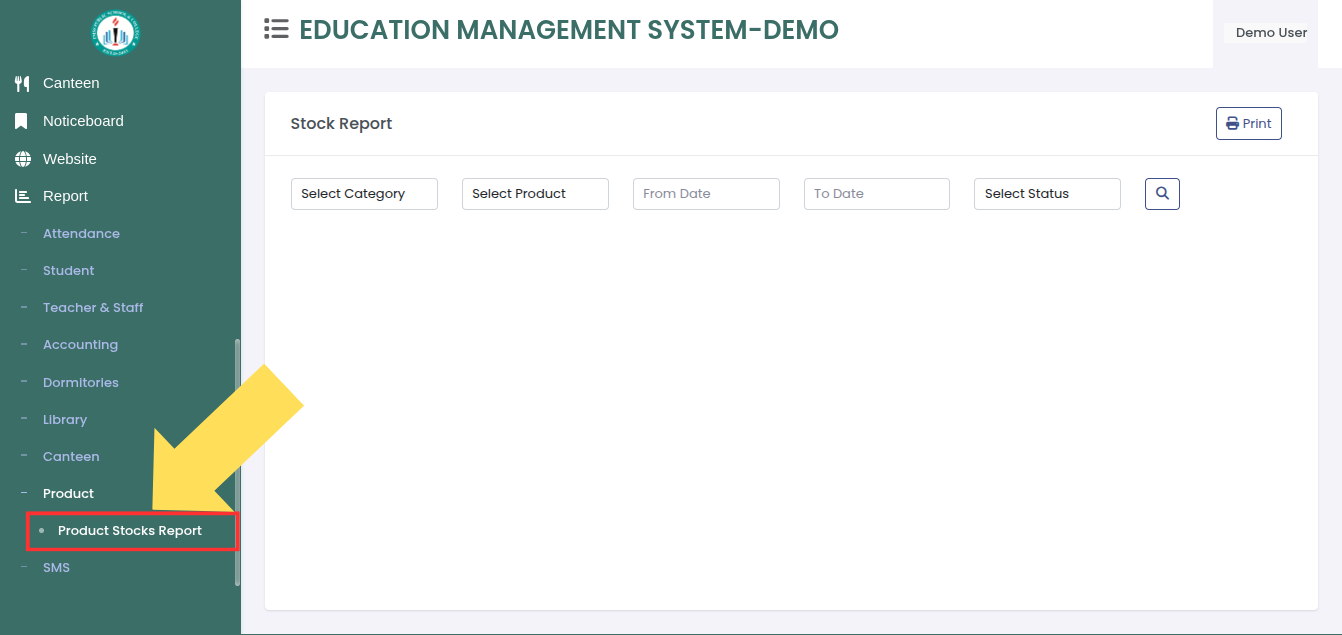 EDUCATION MANAGEMENT SYSTEM-DEMO
Demo User
Canteen
Noticeboard
Website
Report
Attendance
Student
Teacher & Staff
Accounting
Dormitories
Library
Canteen
Product
Product Stocks Report
SMS
Stock Report
Print
Select Category
Select Product
From Date
To Date
Select Status